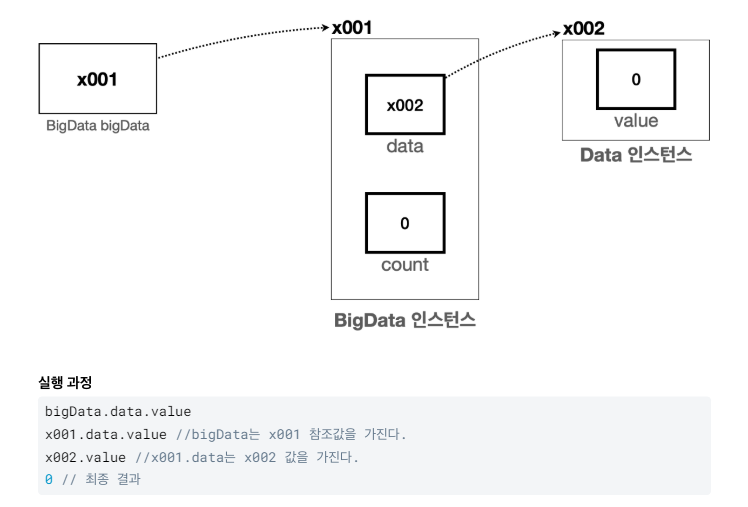 x001
x002
x001
0
x002
BigData bigData
value
data
Data 인스턴스
0
count
BigData 인스턴스
실행 과정
bigData.data.value
x001.data.value //bigData는 x001 참조값을 가진다.
x002.value //x001.data는 x002 값을 가진다.
0 // 최종 결과